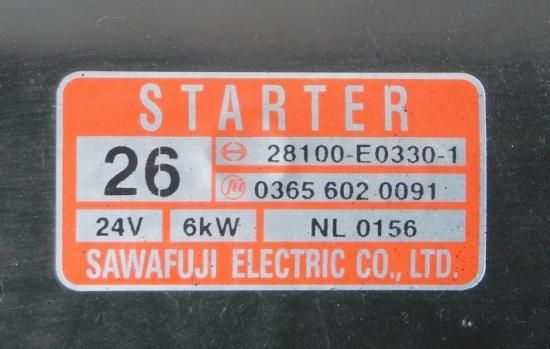 STARTER
26
28100-E0330-1
0365 602 0091
24V 6kW NL 0156
SAWAFUJI ELECTRIC CO., LTD.